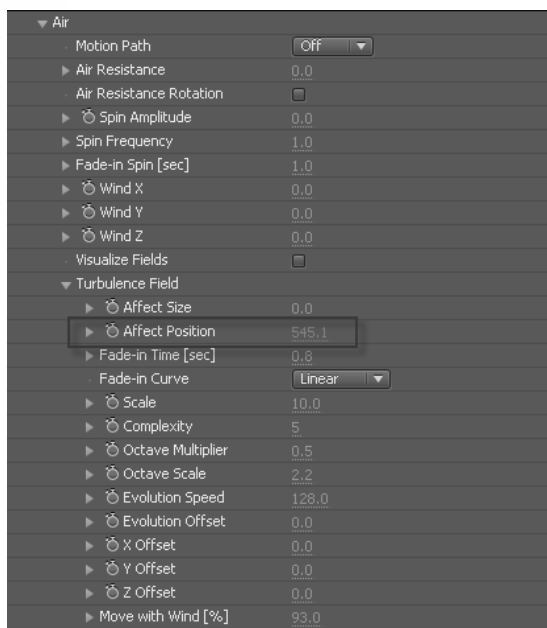 Air
Motion Path Off
Air Resistance 0.0
Air Resistance Rotation
Spin Amplitude 0.0
Spin Frequency 1.0
Fade-in Spin [sec] 1.0
Wind X 0.0
Wind Y 0.0
Wind Z 0.0
Visualize Fields
Turbulence Field
Affect Size 0.0
Affect Position 545.1
Fade-in Time [sec] 0.8
Fade-in Curve Linear
Scale 10.0
Complexity 5
Octave Multiplier 0.5
Octave Scale 2.2
Evolution Speed 128.0
Evolution Offset 0.0
X Offset 0.0
Y Offset 0.0
Z Offset 0.0
Move with Wind [%] 93.0